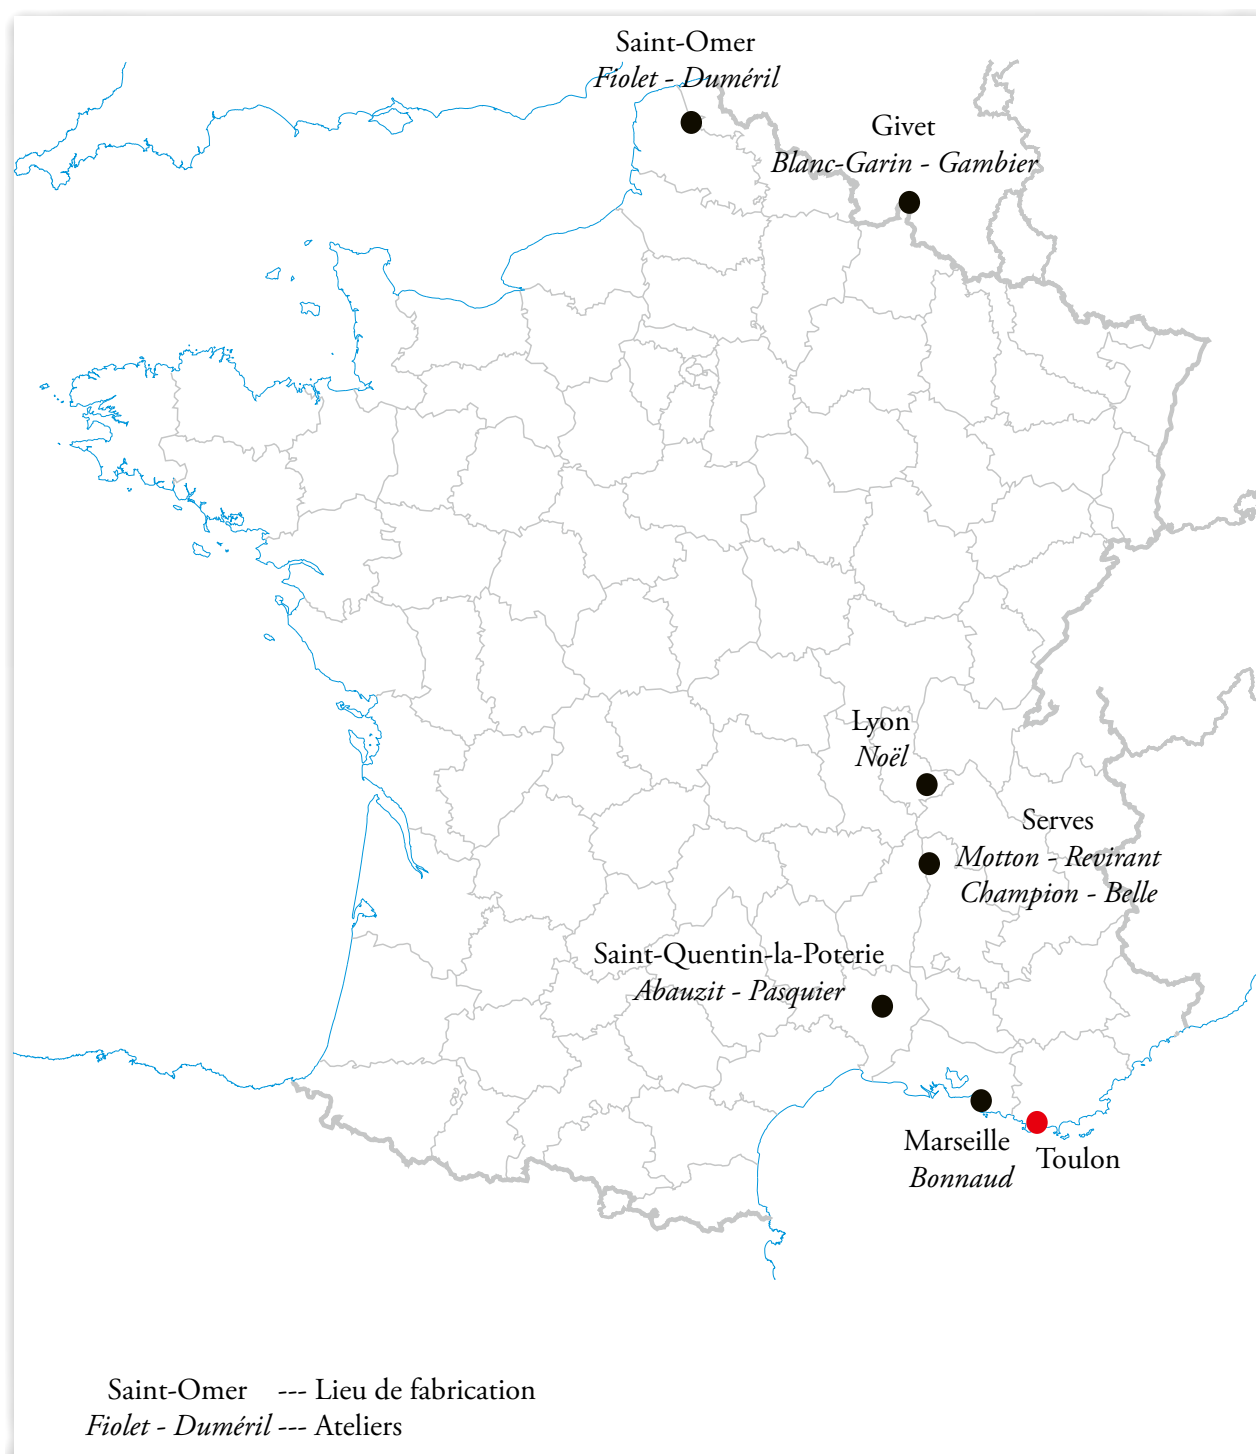 Saint-Omer
Fiolet - Duméril
Givet
Blanc-Garin - Gambier
Lyon
Noël
Serves
Motton - Revirant
Champion - Belle
Saint-Quentin-la-Poterie
Abauzit - Pasquier
Marseille
Bonnaud
Toulon
Saint-Omer --- Lieu de fabrication
Fiolet - Duméril --- Ateliers